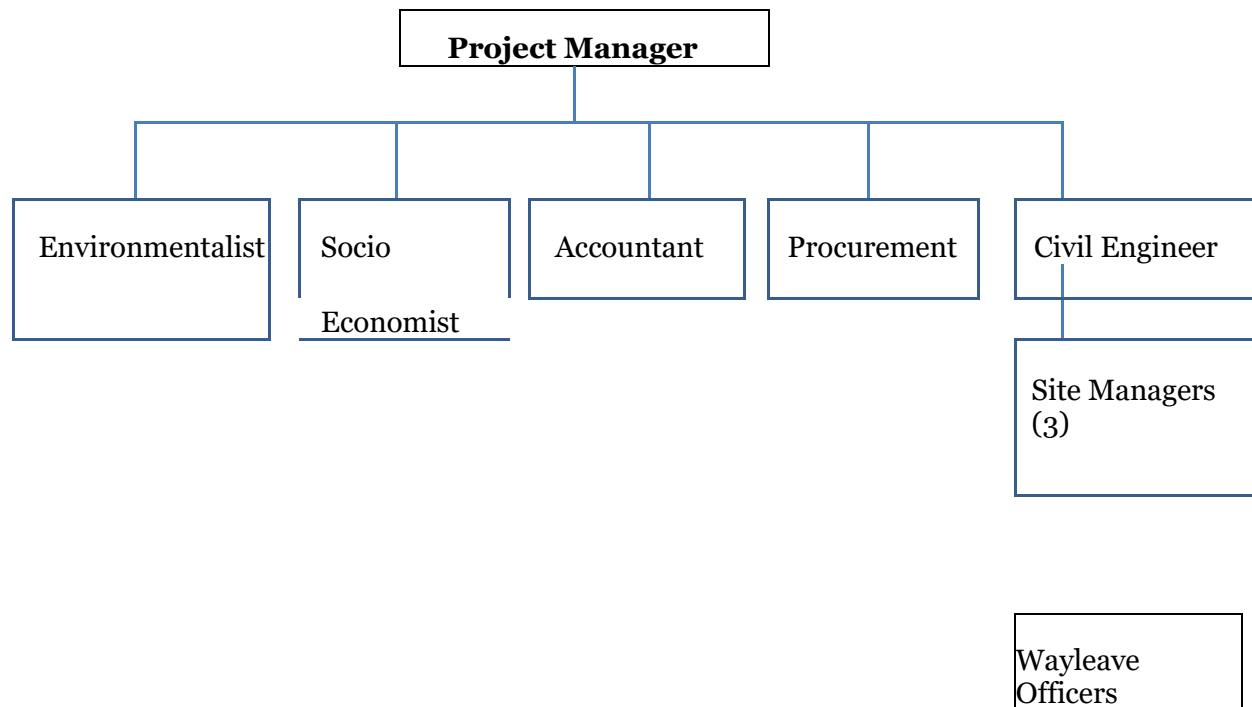 Project Manager
Environmentalist
Socio
Economist
Accountant
Procurement
Civil Engineer
Site Managers
(3)
Wayleave
Officers